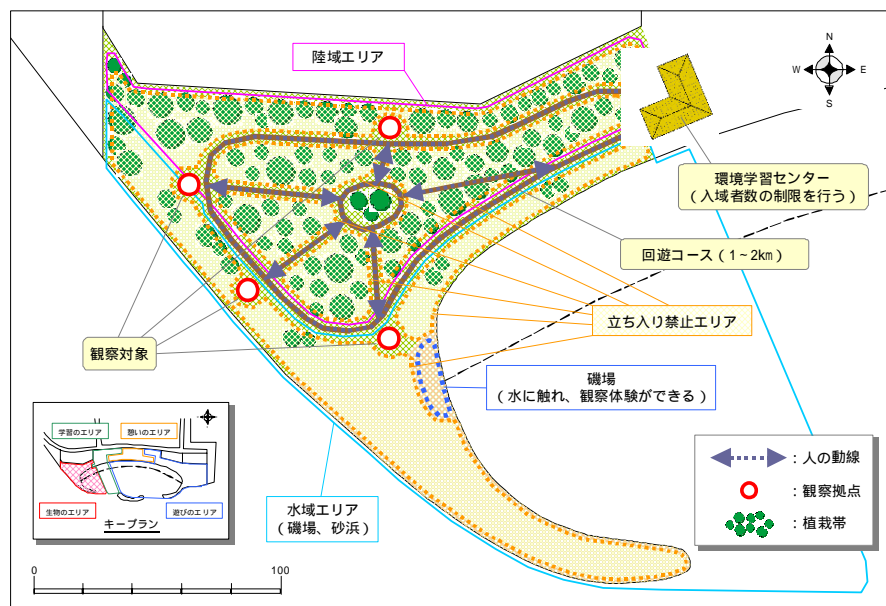 陸域エリア
N
W
E
S
環境学習センター
(入域者数の制限を行う)
回遊コース(1~2km)
立ち入り禁止エリア
観察対象
磯場
(水に触れ、観察体験ができる)
学習のエリア
憩いのエリア
生物のエリア
遊びのエリア
キープラン
水域エリア
(磯場、砂浜)
:人の動線
:観察拠点
:植栽帯
0
100